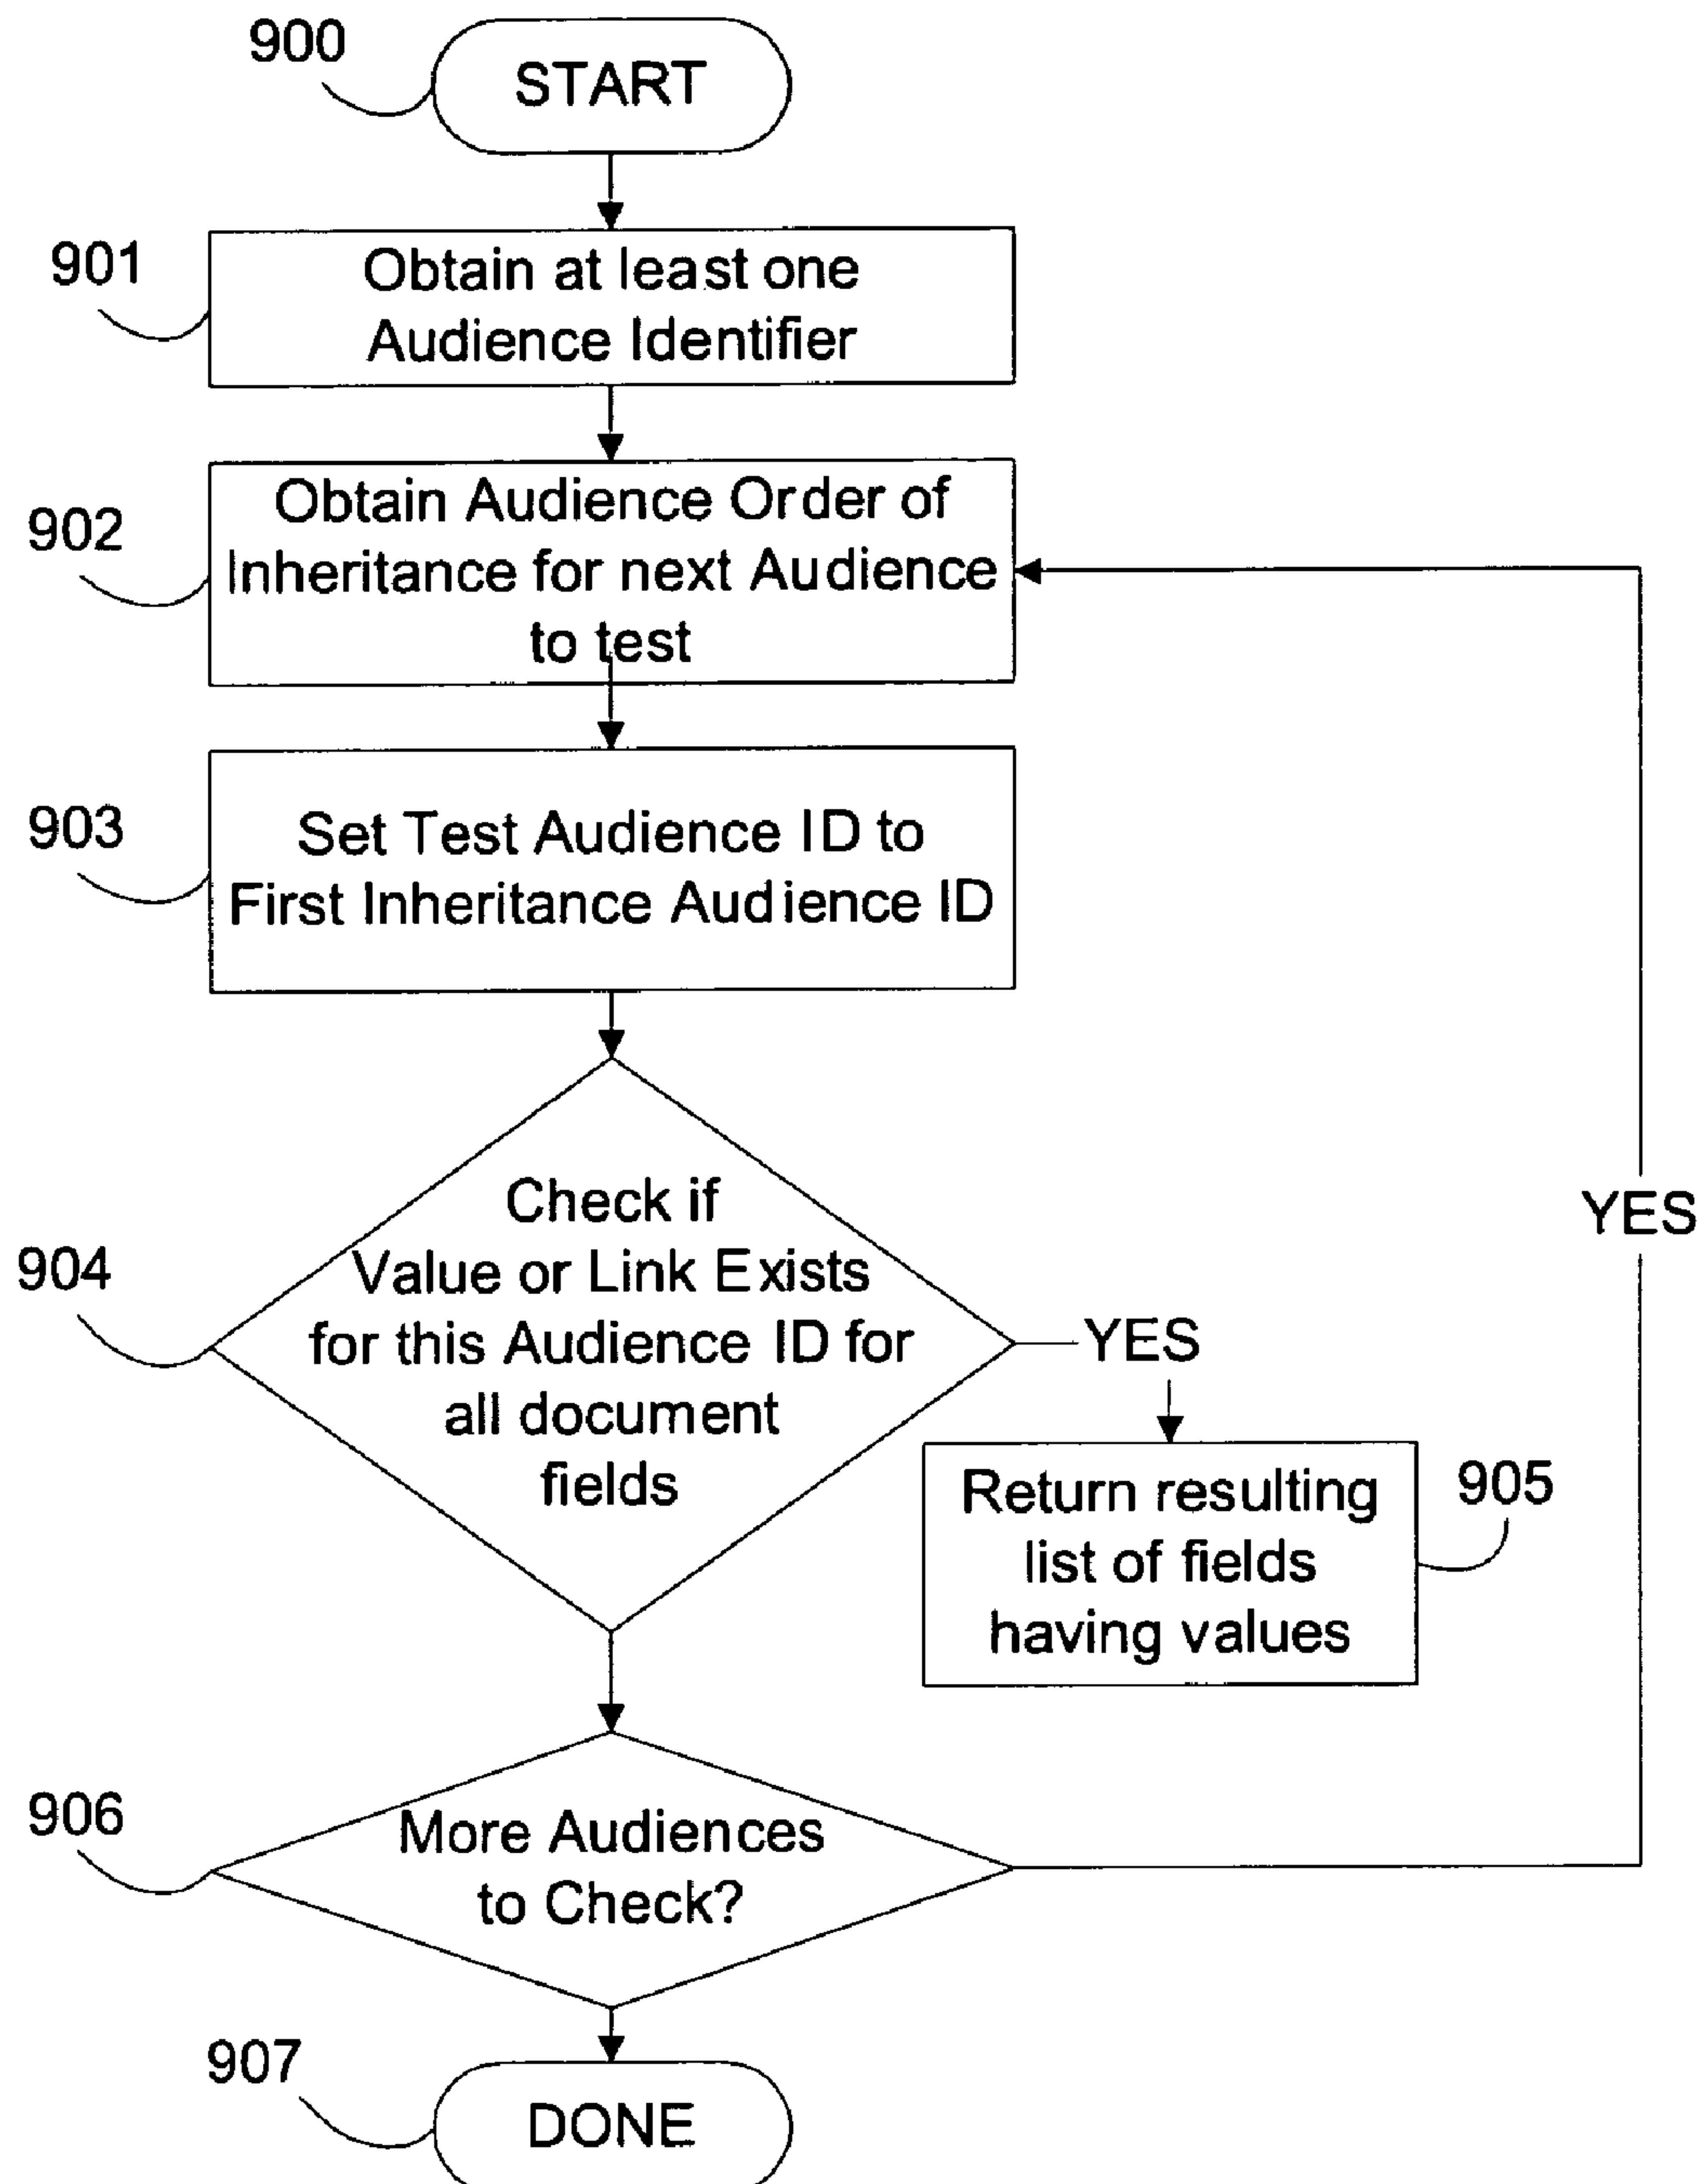 900
START
901
Obtain at least one
Audience Identifier
902
Obtain Audience Order of
Inheritance for next Audience
to test
903
Set Test Audience ID to
First Inheritance Audience ID
904
Check if
Value or Link Exists
for this Audience ID for
all document
fields
YES
YES
905
Return resulting
list of fields
having values
906
More Audiences
to Check?
907
DONE